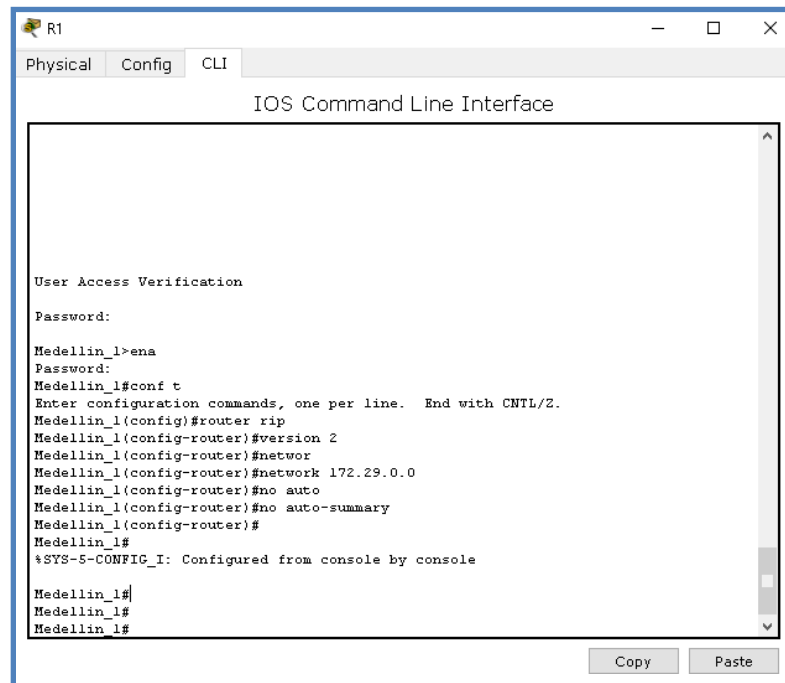 R1
Physical Config CLI
IOS Command Line Interface
User Access Verification
Password:
Medellin_1>ena
Password:
Medellin_1#conf t
Enter configuration commands, one per line.  End with CNTL/Z.
Medellin_1(config)#router rip
Medellin_1(config-router)#version 2
Medellin_1(config-router)#networ
Medellin_1(config-router)#network 172.29.0.0
Medellin_1(config-router)#no auto
Medellin_1(config-router)#no auto-summary
Medellin_1(config-router)#
Medellin_1#
%SYS-5-CONFIG_I: Configured from console by console
Medellin_1#
Medellin_1#
Medellin_1#
Copy Paste